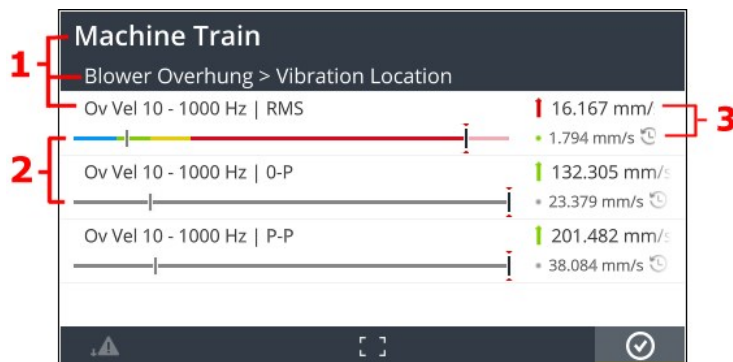 Machine Train
1
Blower Overhung > Vibration Location
Ov Vel 10 - 1000 Hz | RMS
16.167 mm/
3
1.794 mm/s
2
Ov Vel 10 - 1000 Hz | 0-P
132.305 mm/s
23.379 mm/s
Ov Vel 10 - 1000 Hz | P-P
201.482 mm/s
38.084 mm/s